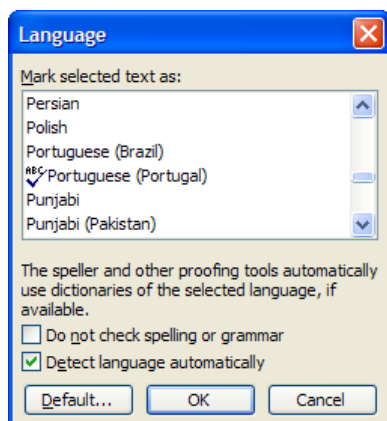 Language
Mark selected text as:
Persian
Polish
Portuguese (Brazil)
ABC Portuguese (Portugal)
Punjabi
Punjabi (Pakistan)
The speller and other proofing tools automatically
use dictionaries of the selected language, if
available.
Do not check spelling or grammar
Detect language automatically
Default... OK Cancel